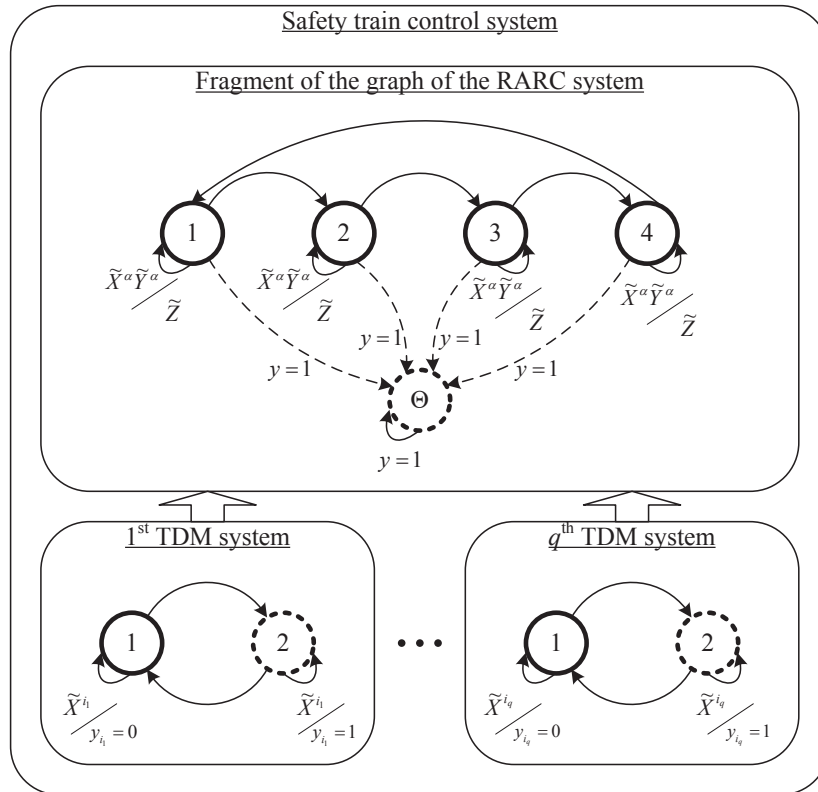 Safety train control system
Fragment of the graph of the RARC system
1 2 3 4
X̃^α Ỹ^α / Z̃ X̃^α Ỹ^α / Z̃ X̃^α Ỹ^α / Z̃ X̃^α Ỹ^α / Z̃
y = 1 y = 1 y = 1 y = 1
Θ
y = 1
1^st TDM system q^th TDM system
1 2 ••• 1 2
X̃^{i_1} / y_{i_1} = 0 X̃^{i_1} / y_{i_1} = 1 X̃^{i_q} / y_{i_q} = 0 X̃^{i_q} / y_{i_q} = 1